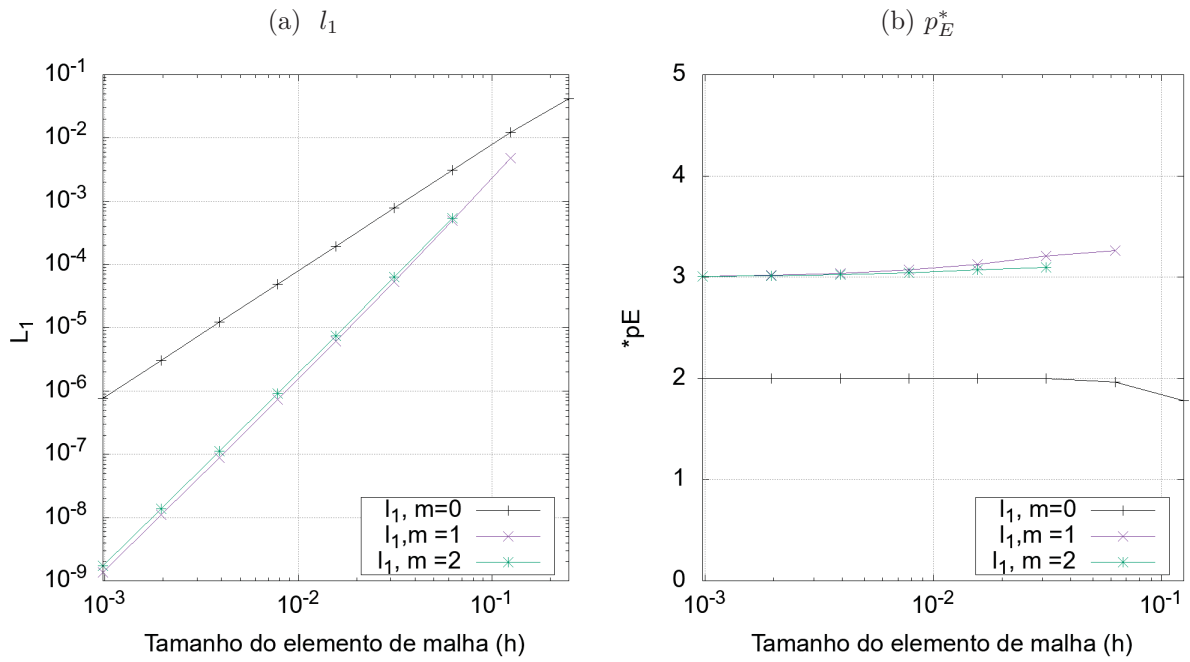 (a) l₁
10⁻¹
10⁻²
10⁻³
10⁻⁴
10⁻⁵
10⁻⁶
10⁻⁷
10⁻⁸
10⁻⁹
L₁
10⁻³ 10⁻² 10⁻¹
Tamanho do elemento de malha (h)
l₁, m=0
l₁,m =1
l₁, m =2
(b) p*_E
5
4
3
2
1
0
*pE
10⁻³ 10⁻² 10⁻¹
Tamanho do elemento de malha (h)
l₁, m=0
l₁,m =1
l₁, m =2